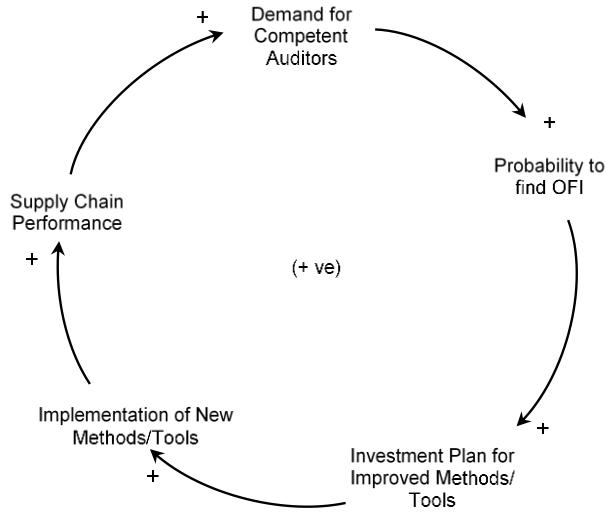 +
Demand for
Competent
Auditors
+
Probability to
find OFI
Supply Chain
Performance
+
(+ ve)
Implementation of New
Methods/Tools
+
+
Investment Plan for
Improved Methods/
Tools